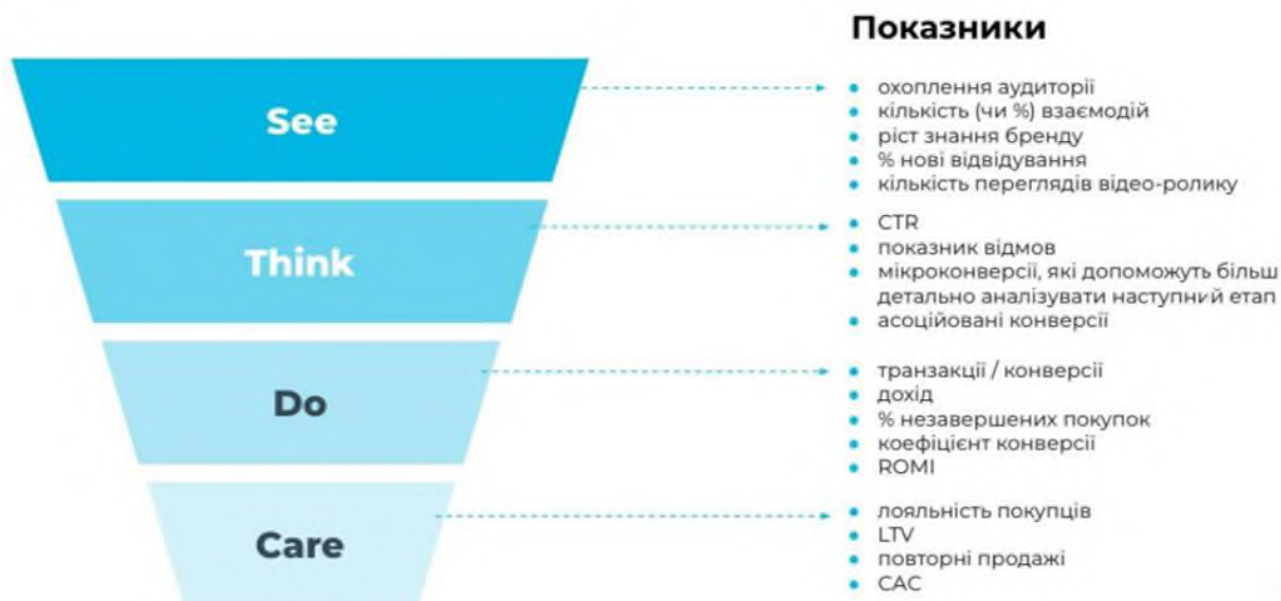 Показники
See
охоплення аудиторії
кількість (чи %) взаємодій
ріст знання бренду
% нові відвідування
кількість переглядів відео-ролику
Think
CTR
показник відмов
мікроконверсії, які допоможуть більш
детально аналізувати наступний етап
асоційовані конверсії
Do
транзакції / конверсії
дохід
% незавершених покупок
коефіцієнт конверсії
ROMI
Care
лояльність покупців
LTV
повторні продажі
CAC